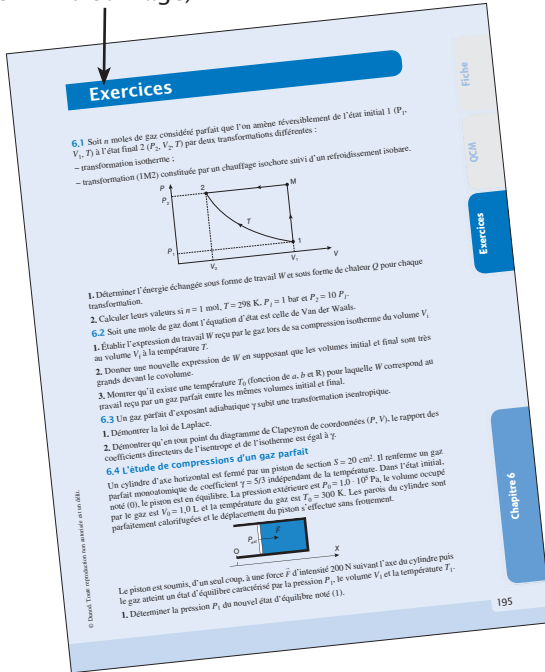 Exercices
6.1 Soit n moles de gaz considéré parfait que l'on amène réversiblement de l'état initial 1 (P₁,
V₁, T) à l'état final 2 (P₂, V₂, T) par deux transformations différentes :
– transformation isotherme ;
– transformation (1M2) constituée par un chauffage isochore suivi d'un refroidissement isobare.
P
P₂
2
M
T
P₁
1
V₂
V₁
V
1. Déterminer l'énergie échangée sous forme de travail W et sous forme de chaleur Q pour chaque
transformation.
2. Calculer leurs valeurs si n = 1 mol, T = 298 K, P₁ = 1 bar et P₂ = 10 P₁.
6.2 Soit une mole de gaz dont l'équation d'état est celle de Van der Waals.
1. Établir l'expression du travail W reçu par le gaz lors de sa compression isotherme du volume Vᵢ
au volume V_f à la température T.
2. Donner une nouvelle expression de W en supposant que les volumes initial et final sont très
grands devant le covolume.
3. Montrer qu'il existe une température T₀ (fonction de a, b et R) pour laquelle W correspond au
travail reçu par un gaz parfait entre les mêmes volumes initial et final.
6.3 Un gaz parfait d'exposant adiabatique γ subit une transformation isentropique.
1. Démontrer la loi de Laplace.
2. Démontrer qu'en tout point du diagramme de Clapeyron de coordonnées (P, V), le rapport des
coefficients directeurs de l'isentrope et de l'isotherme est égal à γ.
6.4 L'étude de compressions d'un gaz parfait
Un cylindre d'axe horizontal est fermé par un piston de section S = 20 cm². Il renferme un gaz
parfait monoatomique de coefficient γ = 5/3 indépendant de la température. Dans l'état initial,
noté (0), le piston est en équilibre. La pression extérieure est P₀ = 1,0 · 10⁵ Pa, le volume occupé
par le gaz est V₀ = 1,0 L et la température du gaz est T₀ = 300 K. Les parois du cylindre sont
parfaitement calorifugées et le déplacement du piston s'effectue sans frottement.
F
O
X
Le piston est soumis, d'un seul coup, à une force F⃗ d'intensité 200 N suivant l'axe du cylindre puis
le gaz atteint un état d'équilibre caractérisé par la pression P₁, le volume V₁ et la température T₁.
1. Déterminer la pression P₁ du nouvel état d'équilibre noté (1).
© Dunod. Toute reproduction non autorisée est un délit.
Fiche
QCM
Exercices
Chapitre 6
195